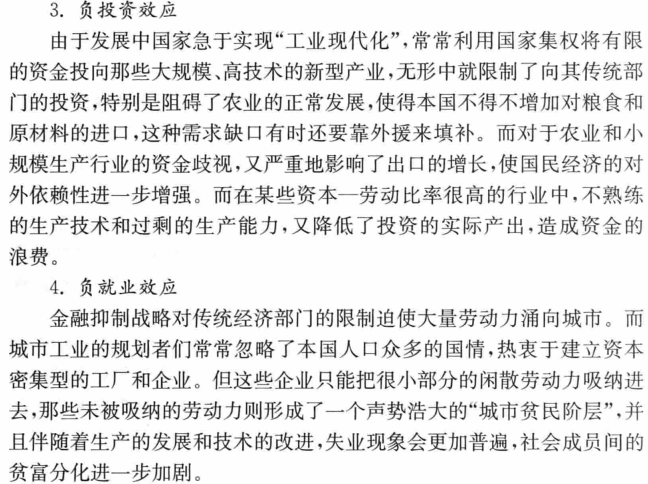 3. 负投资效应
由于发展中国家急于实现“工业现代化”,常常利用国家集权将有限
的资金投向那些大规模、高技术的新型产业,无形中就限制了向其传统部
门的投资,特别是阻碍了农业的正常发展,使得本国不得不增加对粮食和
原材料的进口,这种需求缺口有时还要靠外援来填补。而对于农业和小
规模生产行业的资金歧视,又严重地影响了出口的增长,使国民经济的对
外依赖性进一步增强。而在某些资本—劳动比率很高的行业中,不熟练
的生产技术和过剩的生产能力,又降低了投资的实际产出,造成资金的
浪费。
4. 负就业效应
金融抑制战略对传统经济部门的限制迫使大量劳动力涌向城市。而
城市工业的规划者们常常忽略了本国人口众多的国情,热衷于建立资本
密集型的工厂和企业。但这些企业只能把很小部分的闲散劳动力吸纳进
去,那些未被吸纳的劳动力则形成了一个声势浩大的“城市贫民阶层”,并
且伴随着生产的发展和技术的改进,失业现象会更加普遍,社会成员间的
贫富分化进一步加剧。